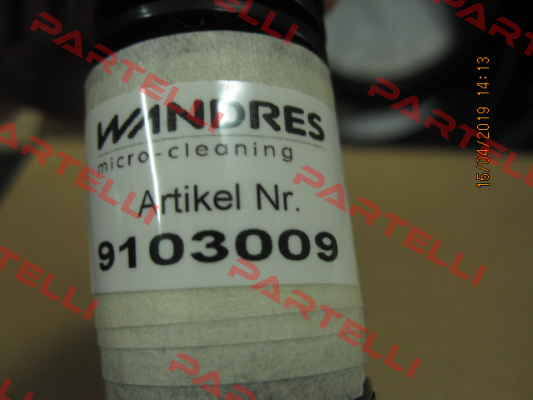 WANDRES
micro-cleaning
Artikel Nr.
9103009
15/04/2019 14:13
PARTELLI
PARTELLI
PARTELLI
PARTELLI
PARTELLI
PARTELLI